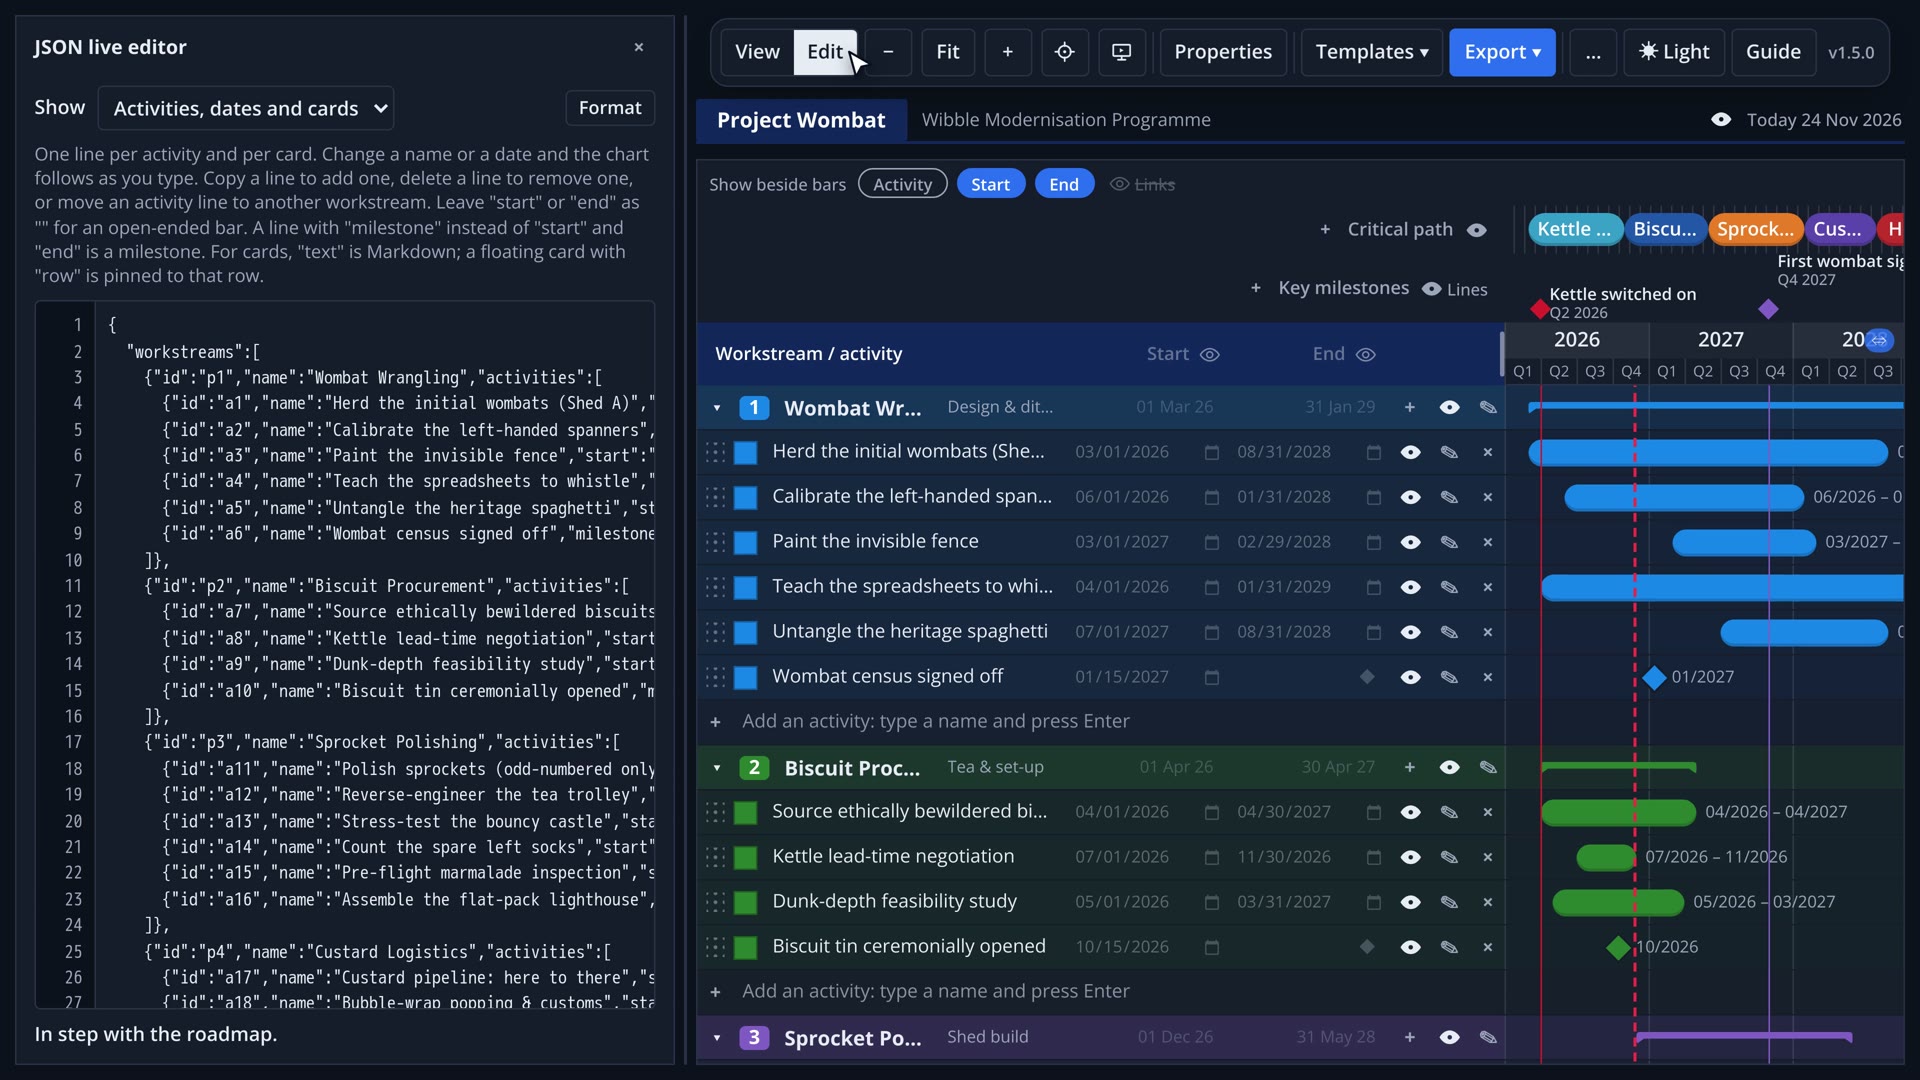 JSON live editor
×
Show
Activities, dates and cards
Format
One line per activity and per card. Change a name or a date and the chart
follows as you type. Copy a line to add one, delete a line to remove one,
or move an activity line to another workstream. Leave "start" or "end" as
"" for an open-ended bar. A line with "milestone" instead of "start" and
"end" is a milestone. For cards, "text" is Markdown; a floating card with
"row" is pinned to that row.
1 {
2 "workstreams":[
3 {"id":"p1","name":"Wombat Wrangling","activities":[
4 {"id":"a1","name":"Herd the initial wombats (Shed A)","
5 {"id":"a2","name":"Calibrate the left-handed spanners",
6 {"id":"a3","name":"Paint the invisible fence","start":"
7 {"id":"a4","name":"Teach the spreadsheets to whistle","
8 {"id":"a5","name":"Untangle the heritage spaghetti","st
9 {"id":"a6","name":"Wombat census signed off","milestone
10 ]},
11 {"id":"p2","name":"Biscuit Procurement","activities":[
12 {"id":"a7","name":"Source ethically bewildered biscuits
13 {"id":"a8","name":"Kettle lead-time negotiation","start
14 {"id":"a9","name":"Dunk-depth feasibility study","start
15 {"id":"a10","name":"Biscuit tin ceremonially opened","m
16 ]},
17 {"id":"p3","name":"Sprocket Polishing","activities":[
18 {"id":"a11","name":"Polish sprockets (odd-numbered only
19 {"id":"a12","name":"Reverse-engineer the tea trolley","
20 {"id":"a13","name":"Stress-test the bouncy castle","sta
21 {"id":"a14","name":"Count the spare left socks","start"
22 {"id":"a15","name":"Pre-flight marmalade inspection","s
23 {"id":"a16","name":"Assemble the flat-pack lighthouse",
24 ]},
25 {"id":"p4","name":"Custard Logistics","activities":[
26 {"id":"a17","name":"Custard pipeline: here to there","s
27 {"id":"a18","name":"Bubble-wrap popping & customs","sta
In step with the roadmap.
View Edit − Fit + Properties Templates ▾ Export ▾ ... Light Guide v1.5.0
Project Wombat Wibble Modernisation Programme Today 24 Nov 2026
Show beside bars Activity Start End Links
+ Critical path Kettle ... Biscu... Sprock... Cus... H
First wombat sig
Q4 2027
+ Key milestones Lines
Kettle switched on
Q2 2026
Workstream / activity Start End
2026 2027 20
Q1 Q2 Q3 Q4 Q1 Q2 Q3 Q4 Q1 Q2 Q3
▾ 1 Wombat Wr... Design & dit... 01 Mar 26 31 Jan 29 +
Herd the initial wombats (She... 03/01/2026 08/31/2028 × 0
Calibrate the left-handed span... 06/01/2026 01/31/2028 × 06/2026 – 0
Paint the invisible fence 03/01/2027 02/29/2028 × 03/2027 –
Teach the spreadsheets to whi... 04/01/2026 01/31/2029 ×
Untangle the heritage spaghetti 07/01/2027 08/31/2028 × 0
Wombat census signed off 01/15/2027 × 01/2027
+ Add an activity: type a name and press Enter
▾ 2 Biscuit Proc... Tea & set-up 01 Apr 26 30 Apr 27 +
Source ethically bewildered bi... 04/01/2026 04/30/2027 × 04/2026 – 04/2027
Kettle lead-time negotiation 07/01/2026 11/30/2026 × 07/2026 – 11/2026
Dunk-depth feasibility study 05/01/2026 03/31/2027 × 05/2026 – 03/2027
Biscuit tin ceremonially opened 10/15/2026 × 10/2026
+ Add an activity: type a name and press Enter
▾ 3 Sprocket Po... Shed build 01 Dec 26 31 May 28 +